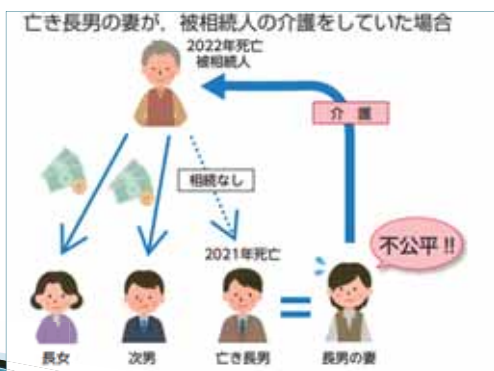 亡き長男の妻が，被相続人の介護をしていた場合
2022年死亡
被相続人
介 護
相続なし
2021年死亡
不公平!!
長女
次男
亡き長男
長男の妻